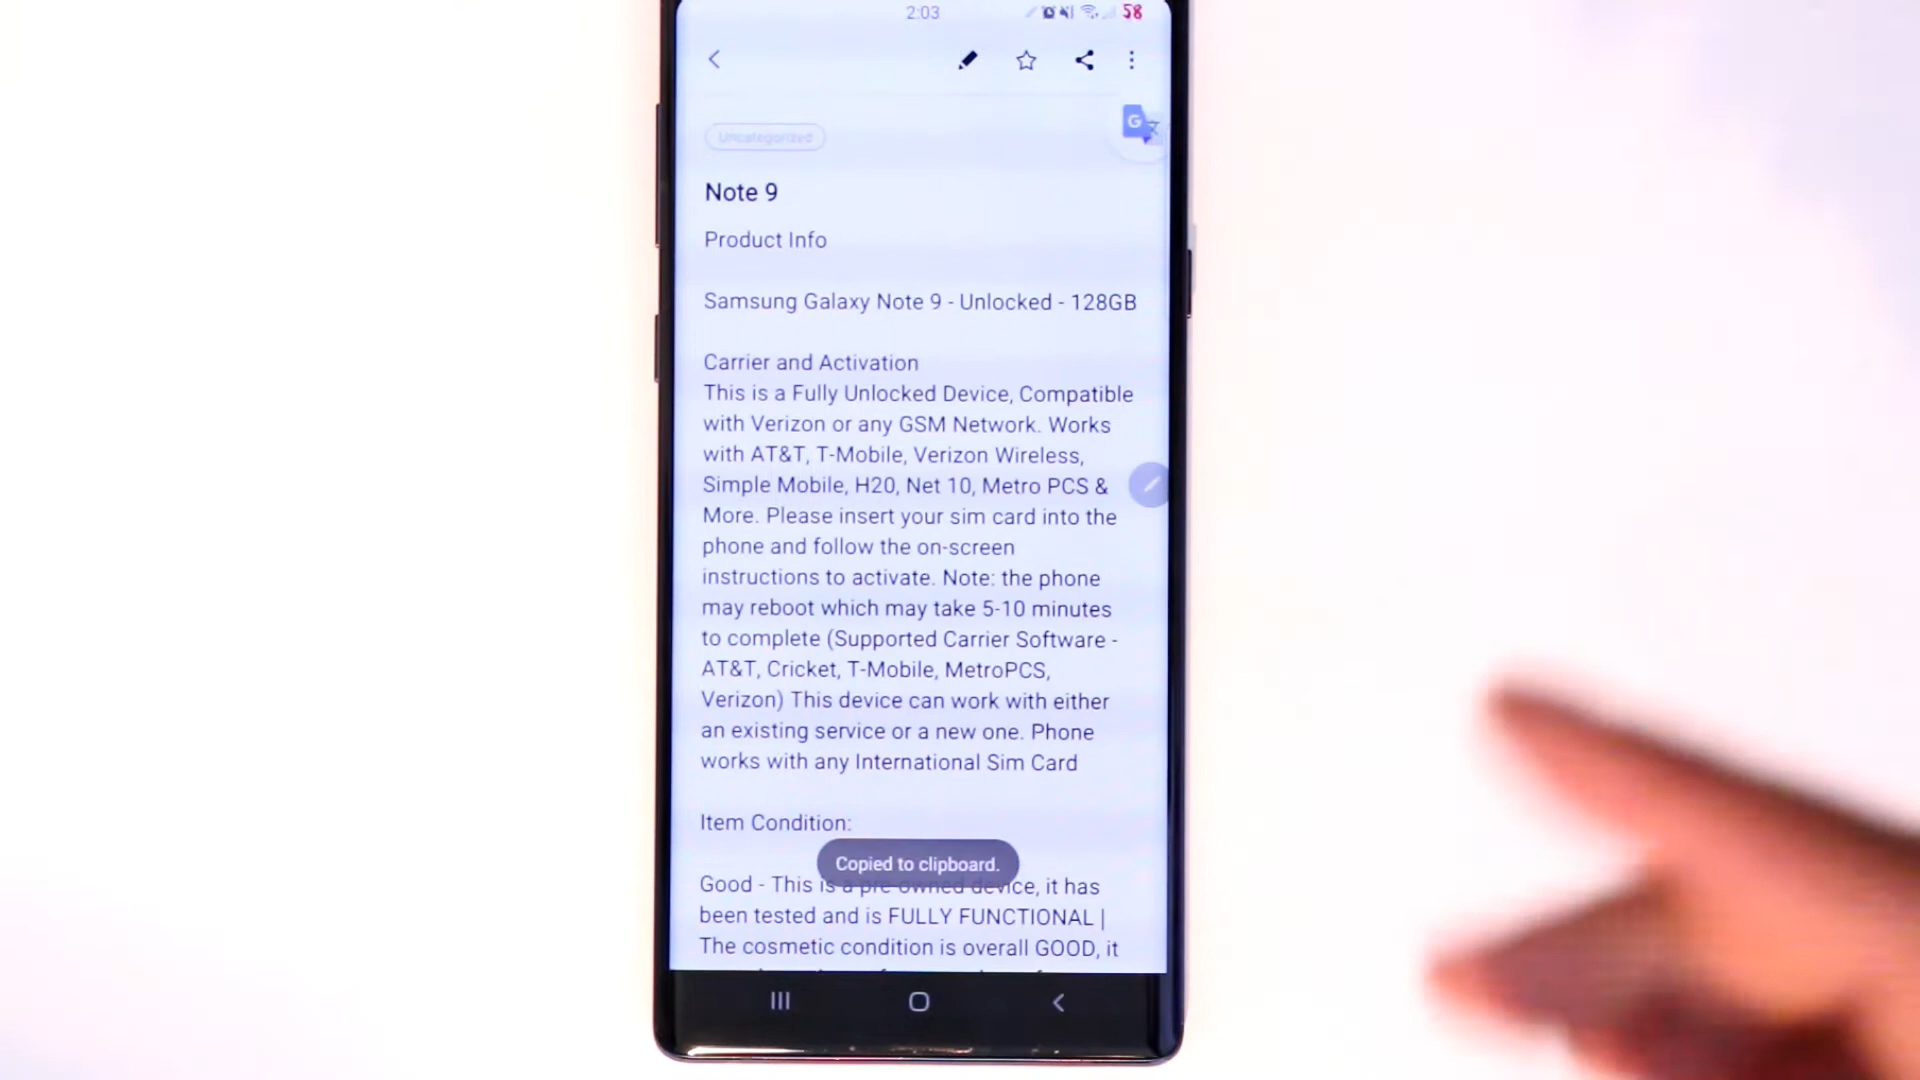 2:03
58
G
Uncategorized
Note 9
Product Info
Samsung Galaxy Note 9 - Unlocked - 128GB
Carrier and Activation
This is a Fully Unlocked Device, Compatible
with Verizon or any GSM Network. Works
with AT&T, T-Mobile, Verizon Wireless,
Simple Mobile, H20, Net 10, Metro PCS &
More. Please insert your sim card into the
phone and follow the on-screen
instructions to activate. Note: the phone
may reboot which may take 5-10 minutes
to complete (Supported Carrier Software -
AT&T, Cricket, T-Mobile, MetroPCS,
Verizon) This device can work with either
an existing service or a new one. Phone
works with any International Sim Card
Item Condition:
Copied to clipboard.
Good - This is a pre-owned device, it has
been tested and is FULLY FUNCTIONAL |
The cosmetic condition is overall GOOD, it